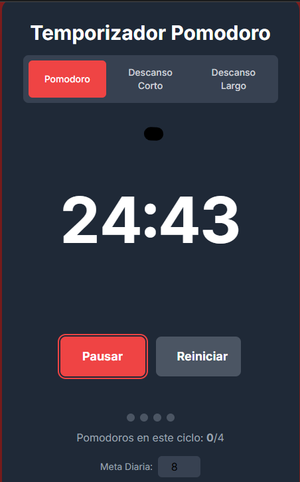 Temporizador Pomodoro
Pomodoro
Descanso
Corto
Descanso
Largo
24:43
Pausar
Reiniciar
Pomodoros en este ciclo: 0/4
Meta Diaria: 8